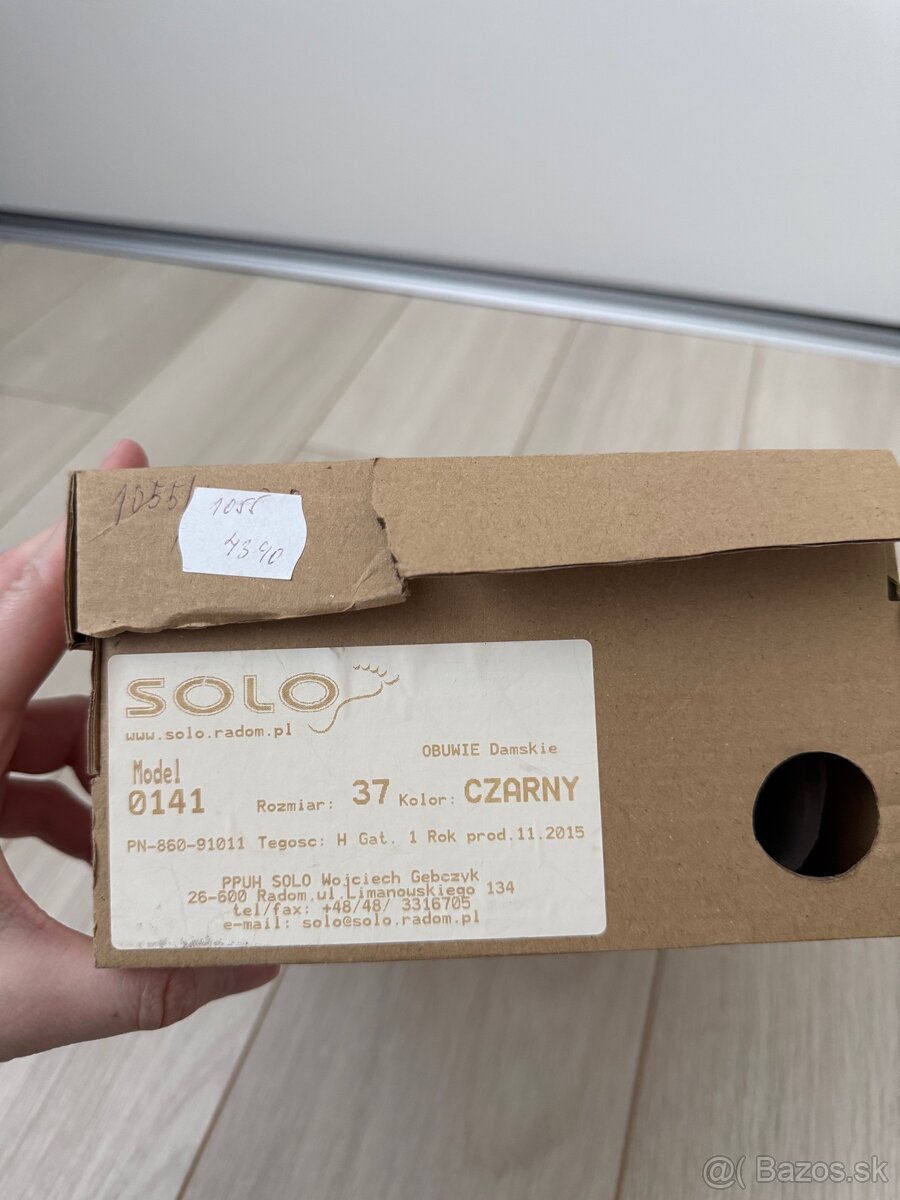 1055
1055
4390
SOLO
www.solo.radom.pl
OBUWIE Damskie
Model
0141 Rozmiar: 37 Kolor: CZARNY
PN-860-91011 Tegosc: H Gat. 1 Rok prod.11.2015
PPUH SOLO Wojciech Gebczyk
26-600 Radom,ul.Limanowskiego 134
tel/fax: +48/48/ 3316705
e-mail: solo@solo.radom.pl
@( Bazos.sk